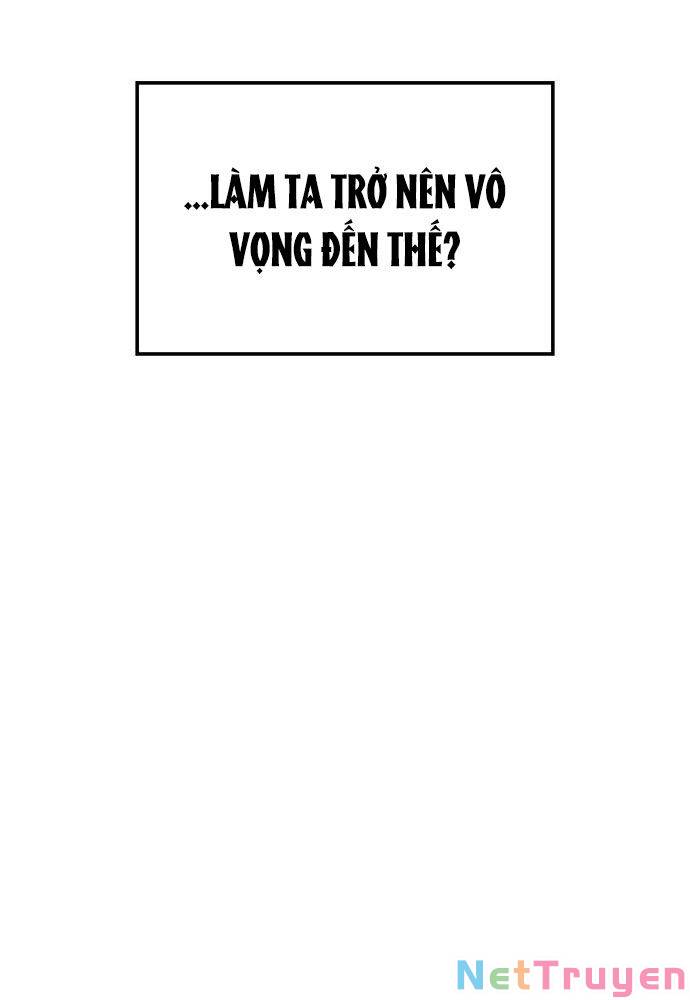 ...LÀM TA TRỞ NÊN VÔ
VỌNG ĐẾN THẾ?
NetTruyen